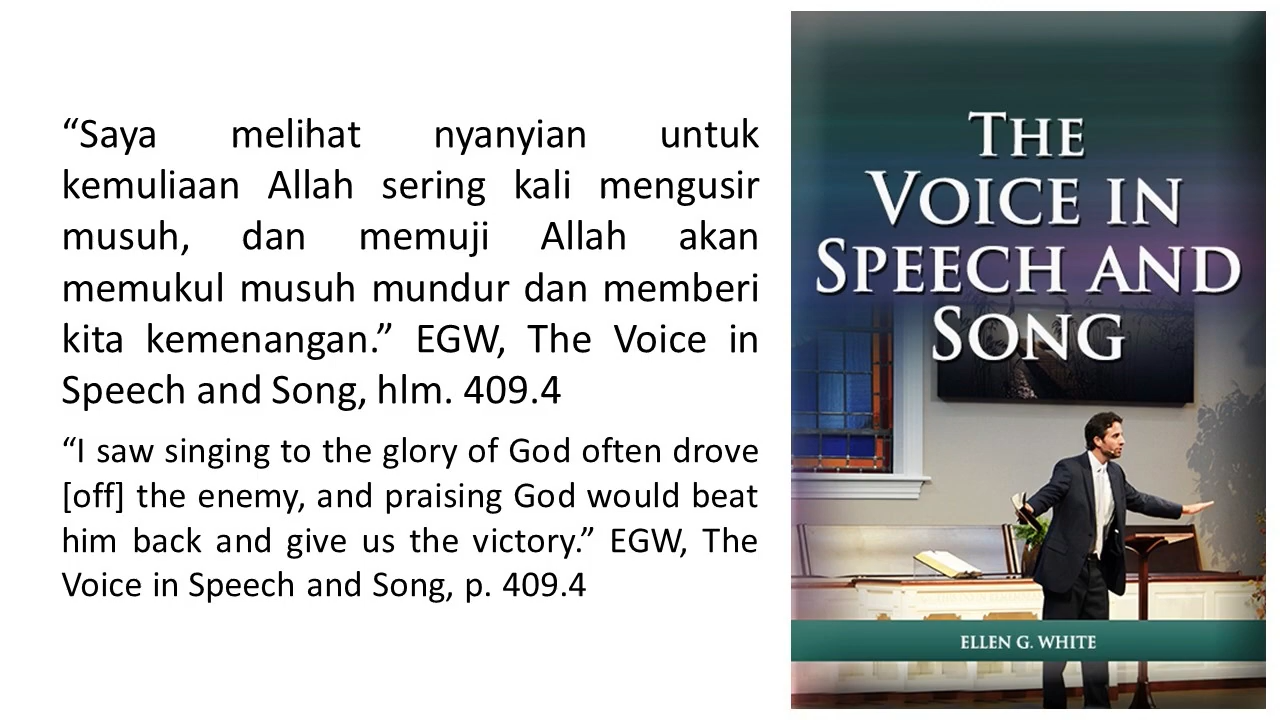 “Saya melihat nyanyian untuk
kemuliaan Allah sering kali mengusir
musuh, dan memuji Allah akan
memukul musuh mundur dan memberi
kita kemenangan.” EGW, The Voice in
Speech and Song, hlm. 409.4
“I saw singing to the glory of God often drove
[off] the enemy, and praising God would beat
him back and give us the victory.” EGW, The
Voice in Speech and Song, p. 409.4
THE
VOICE IN
SPEECH AND
SONG
ELLEN G. WHITE